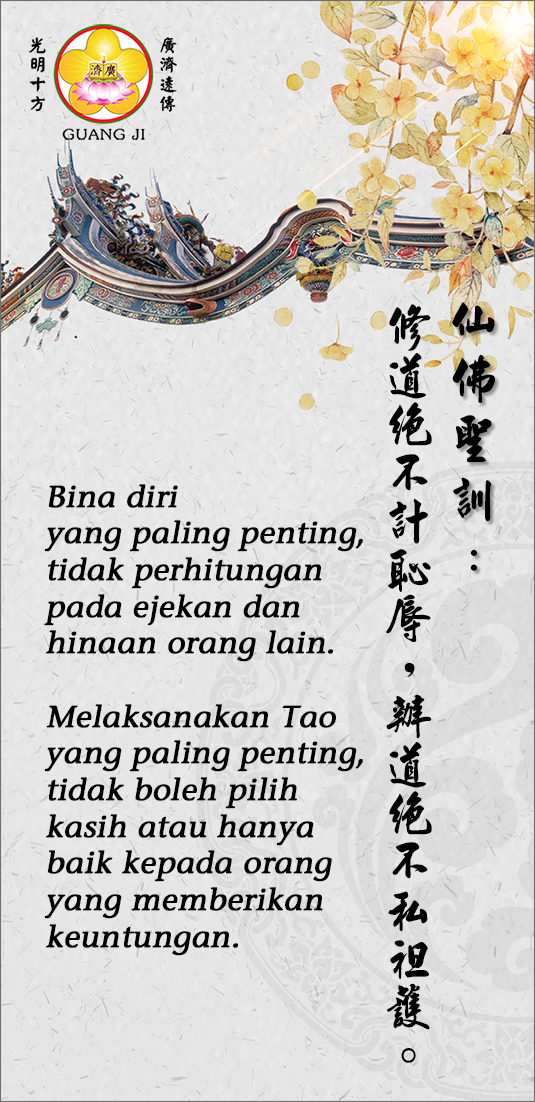 光明十方
廣濟遠傳
廣濟
GUANG JI
仙佛聖訓：
修道絕不計恥辱，辦道絕不私袒護。
Bina diri
yang paling penting,
tidak perhitungan
pada ejekan dan
hinaan orang lain.
Melaksanakan Tao
yang paling penting,
tidak boleh pilih
kasih atau hanya
baik kepada orang
yang memberikan
keuntungan.